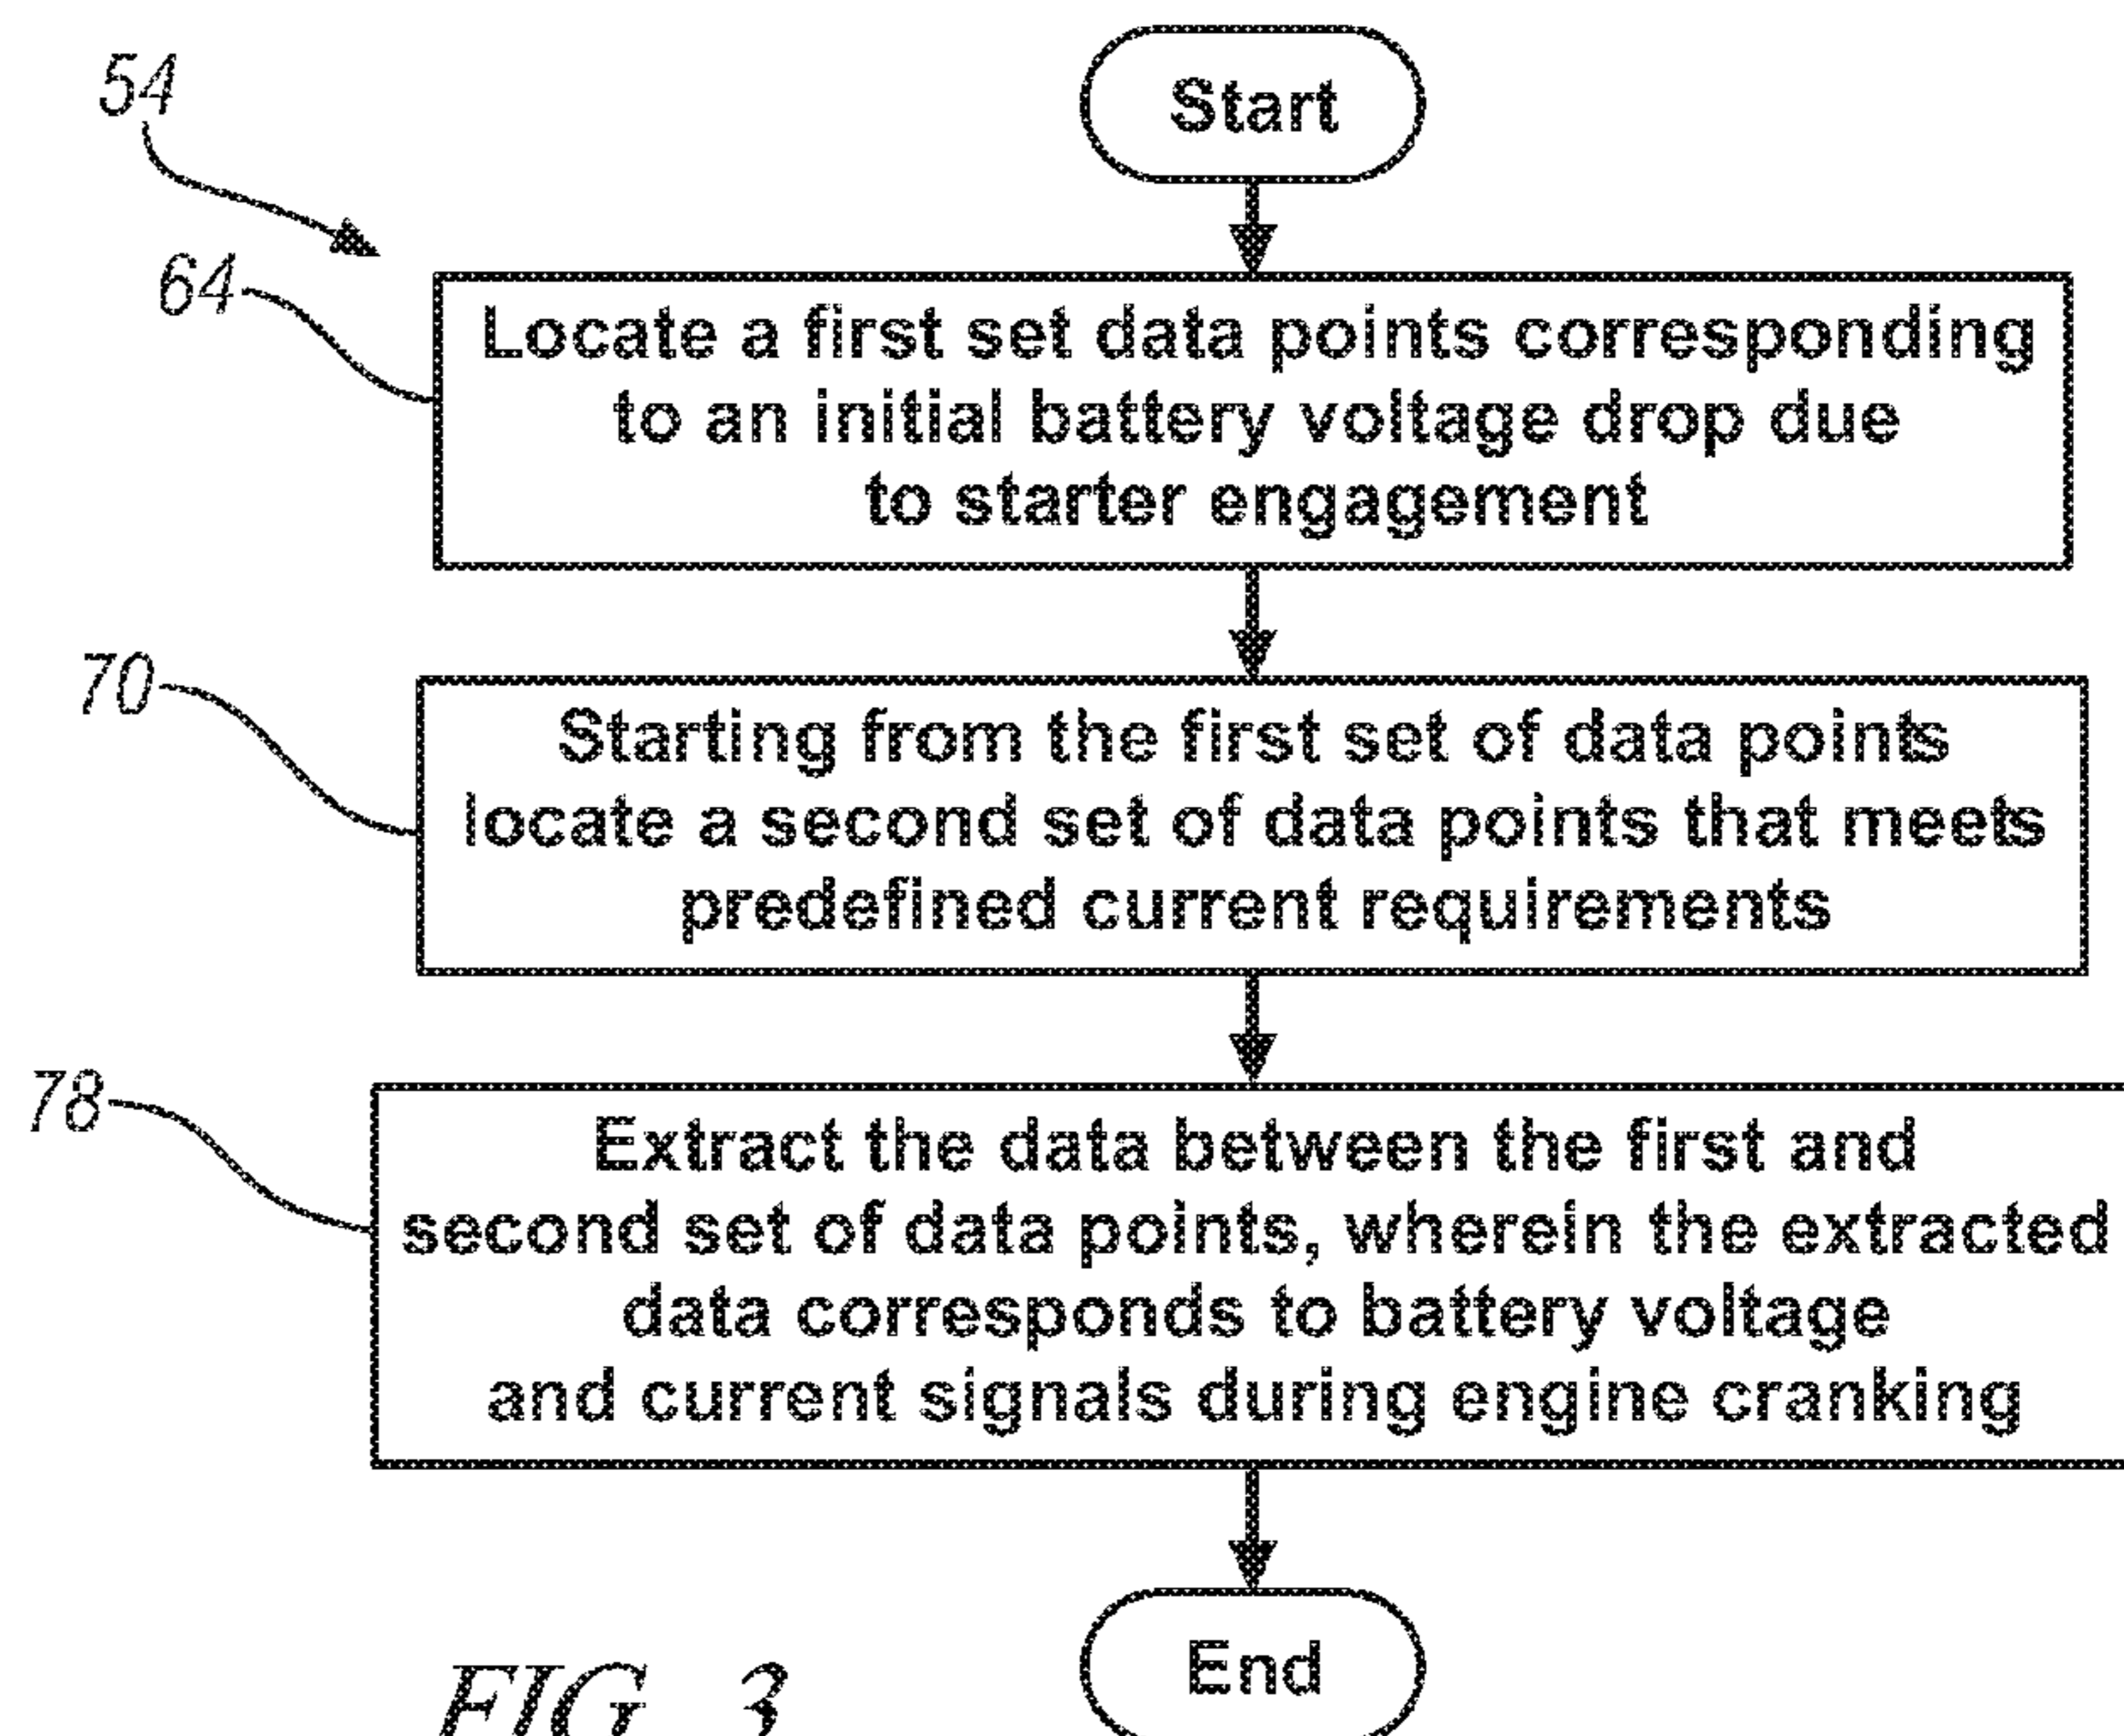 Start
54
64
Locate a first set data points corresponding
to an initial battery voltage drop due
to starter engagement
70
Starting from the first set of data points
locate a second set of data points that meets
predefined current requirements
78
Extract the data between the first and
second set of data points, wherein the extracted
data corresponds to battery voltage
and current signals during engine cranking
End
FIG. 3